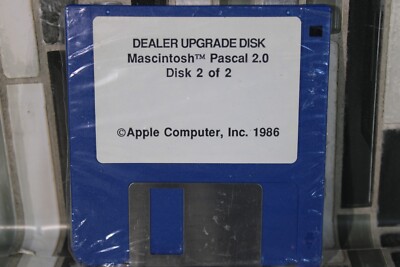 DEALER UPGRADE DISK
Mascintosh™ Pascal 2.0
Disk 2 of 2
©Apple Computer, Inc. 1986